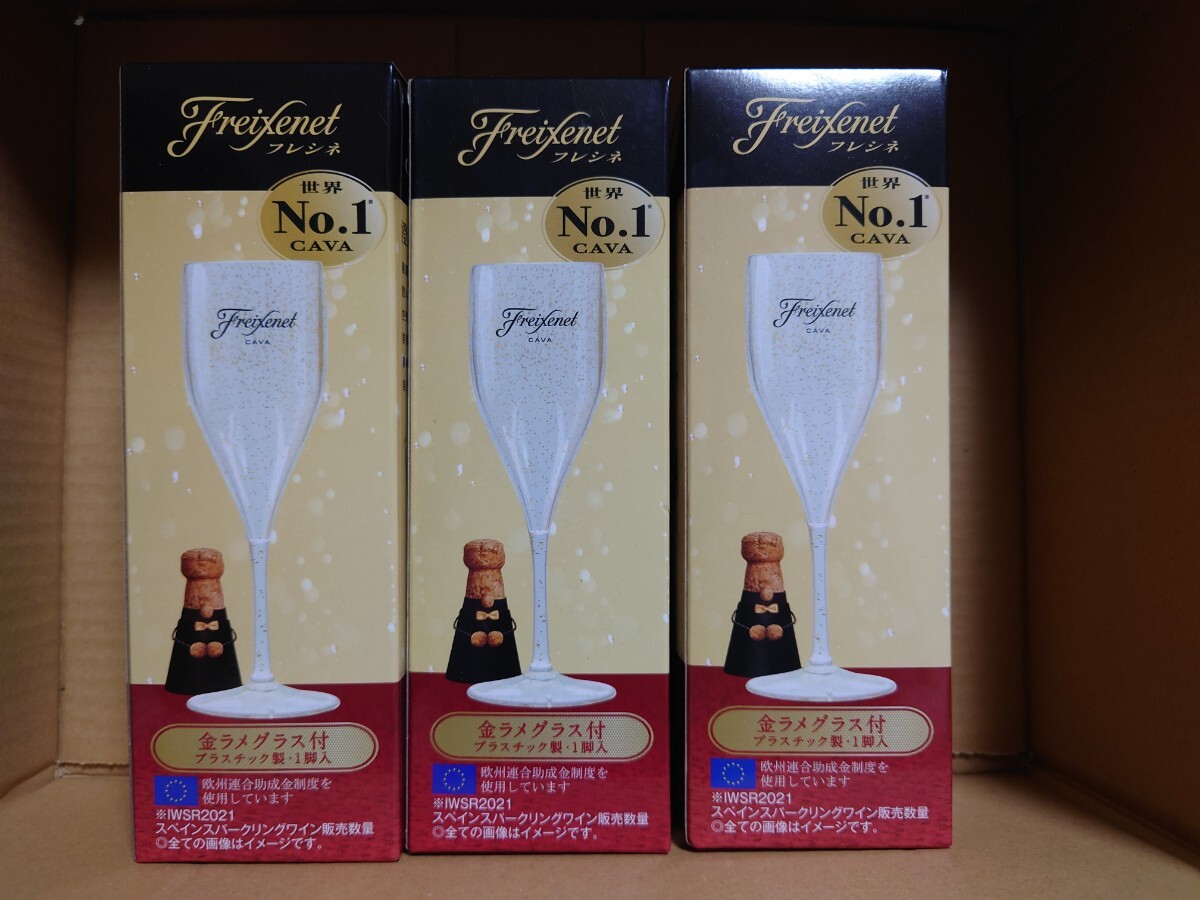 Freixenet
フレシネ
世界
No.1※
CAVA
Freixenet
CAVA
金ラメグラス付
プラスチック製・1脚入
欧州連合助成金制度を
使用しています
※IWSR2021
スペインスパークリングワイン販売数量
◎全ての画像はイメージです。
Freixenet
フレシネ
世界
No.1※
CAVA
Freixenet
CAVA
金ラメグラス付
プラスチック製・1脚入
欧州連合助成金制度を
使用しています
※IWSR2021
スペインスパークリングワイン販売数量
◎全ての画像はイメージです。
Freixenet
フレシネ
世界
No.1※
CAVA
Freixenet
CAVA
金ラメグラス付
プラスチック製・1脚入
欧州連合助成金制度を
使用しています
※IWSR2021
スペインスパークリングワイン販売数量
◎全ての画像はイメージです。